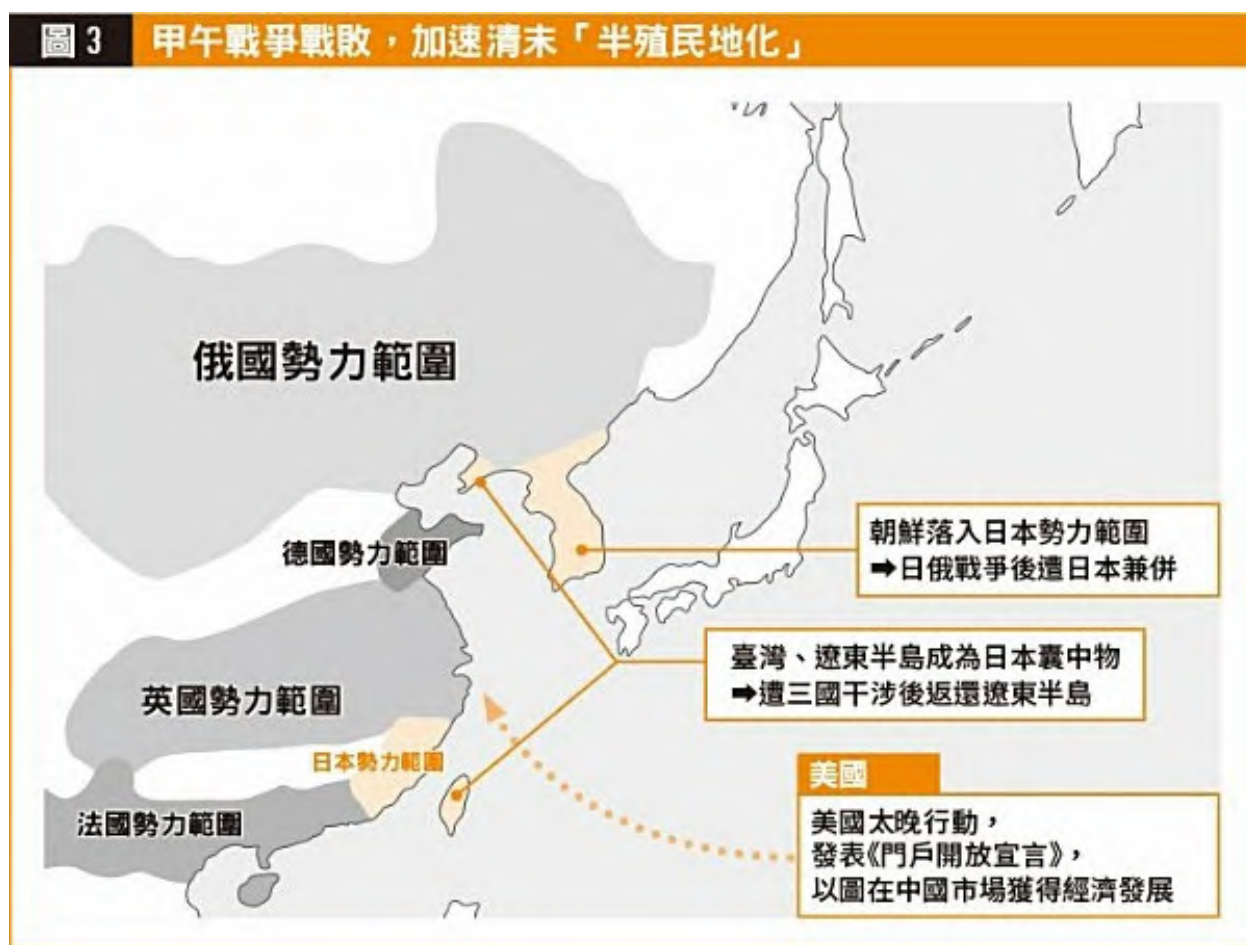 圖3 甲午戰爭戰敗,加速清末「半殖民地化」
俄國勢力範圍
德國勢力範圍
朝鮮落入日本勢力範圍
➡日俄戰爭後遭日本兼併
英國勢力範圍
臺灣、遼東半島成為日本囊中物
➡遭三國干涉後返還遼東半島
日本勢力範圍
法國勢力範圍
美國
美國太晚行動,
發表《門戶開放宣言》,
以圖在中國市場獲得經濟發展